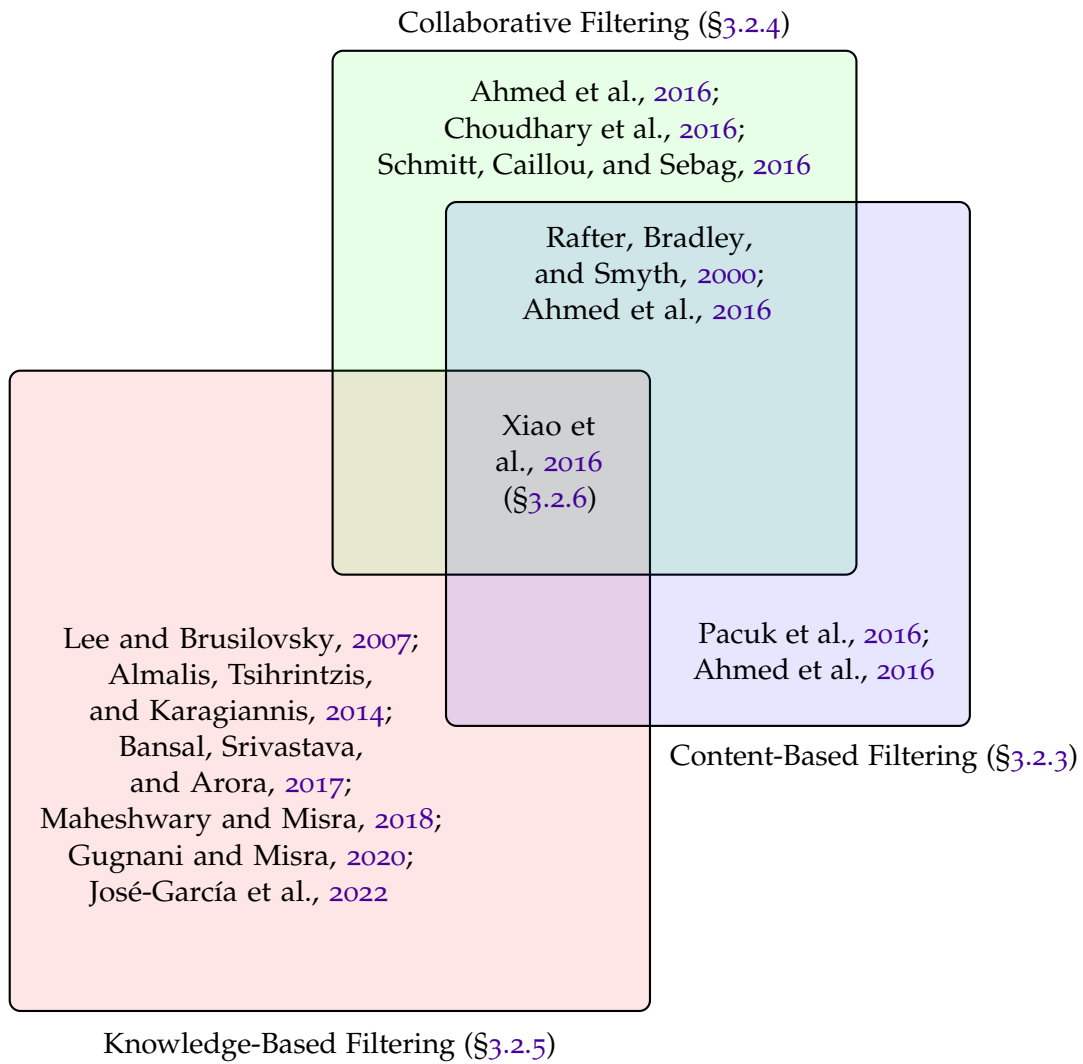 Collaborative Filtering (§3.2.4)
Ahmed et al., 2016;
Choudhary et al., 2016;
Schmitt, Caillou, and Sebag, 2016
Rafter, Bradley,
and Smyth, 2000;
Ahmed et al., 2016
Xiao et
al., 2016
(§3.2.6)
Lee and Brusilovsky, 2007;
Almalis, Tsihrintzis,
and Karagiannis, 2014;
Bansal, Srivastava,
and Arora, 2017;
Maheshwary and Misra, 2018;
Gugnani and Misra, 2020;
José-García et al., 2022
Pacuk et al., 2016;
Ahmed et al., 2016
Content-Based Filtering (§3.2.3)
Knowledge-Based Filtering (§3.2.5)